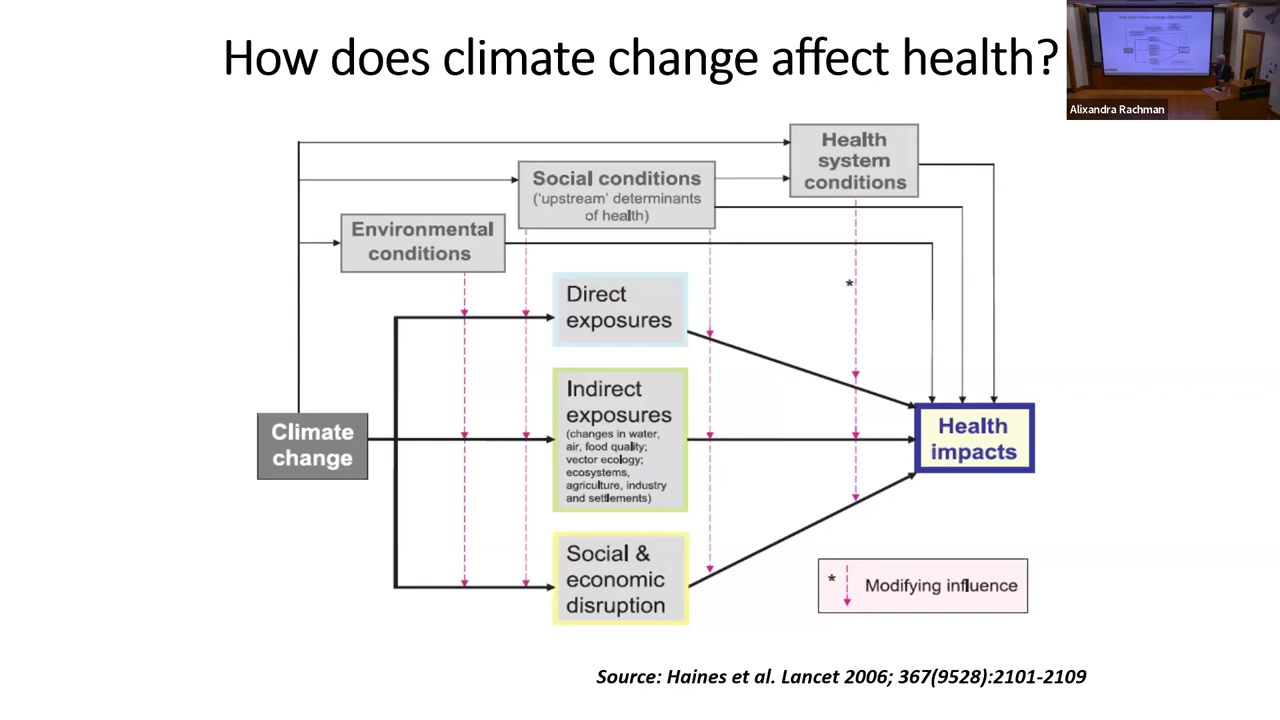 How does climate change affect health?
Alixandra Rachman
Health
system
conditions
Social conditions
(‘upstream’ determinants
of health)
Environmental
conditions
Direct
exposures
*
Indirect
exposures
(changes in water,
air, food quality;
vector ecology;
ecosystems,
agriculture, industry
and settlements)
Climate
change
Health
impacts
Social &
economic
disruption
* Modifying influence
Source: Haines et al. Lancet 2006; 367(9528):2101-2109